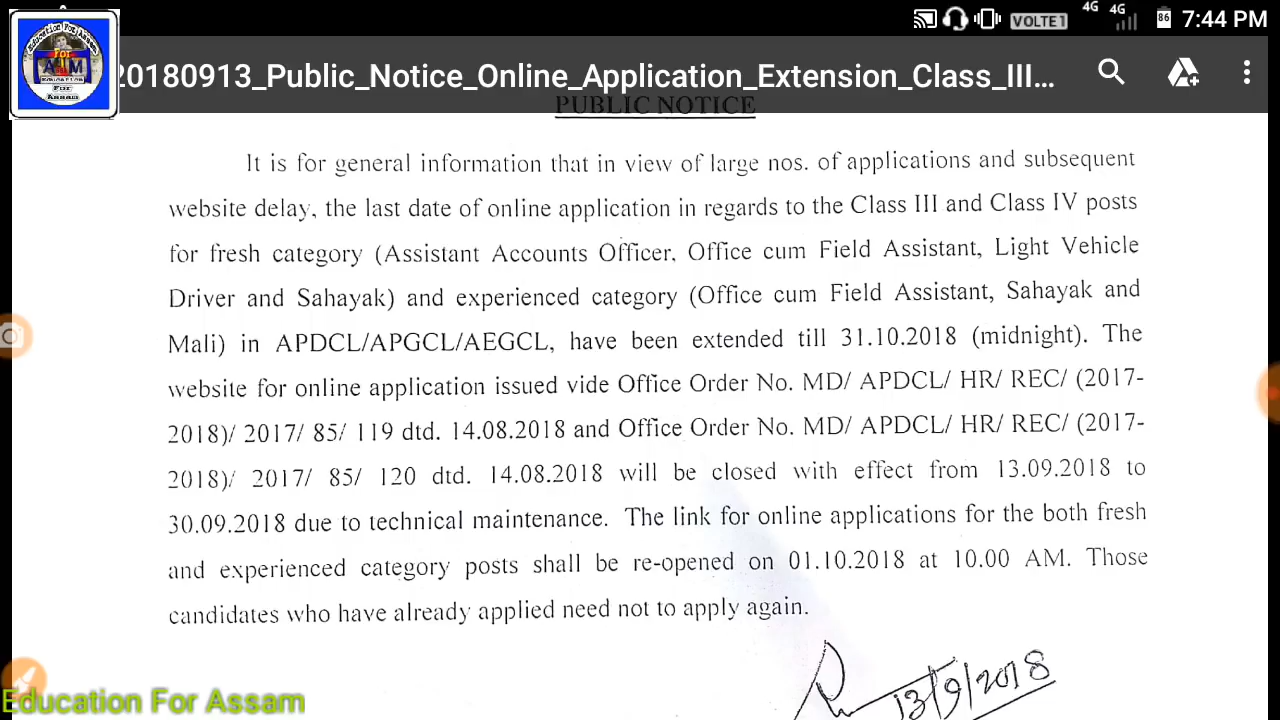 VOLTE1 4G 4G 86 7:44 PM
20180913_Public_Notice_Online_Application_Extension_Class_III...
PUBLIC NOTICE
It is for general information that in view of large nos. of applications and subsequent
website delay, the last date of online application in regards to the Class III and Class IV posts
for fresh category (Assistant Accounts Officer, Office cum Field Assistant, Light Vehicle
Driver and Sahayak) and experienced category (Office cum Field Assistant, Sahayak and
Mali) in APDCL/APGCL/AEGCL, have been extended till 31.10.2018 (midnight). The
website for online application issued vide Office Order No. MD/ APDCL/ HR/ REC/ (2017-
2018)/ 2017/ 85/ 119 dtd. 14.08.2018 and Office Order No. MD/ APDCL/ HR/ REC/ (2017-
2018)/ 2017/ 85/ 120 dtd. 14.08.2018 will be closed with effect from 13.09.2018 to
30.09.2018 due to technical maintenance. The link for online applications for the both fresh
and experienced category posts shall be re-opened on 01.10.2018 at 10.00 AM. Those
candidates who have already applied need not to apply again.
13/9/2018
Education For Assam